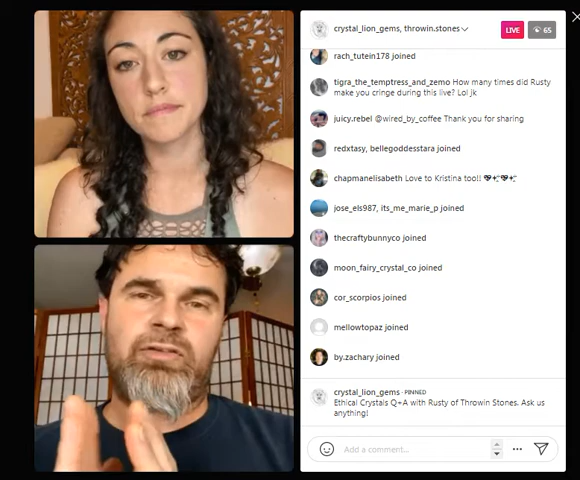 crystal_lion_gems, throwin.stones
LIVE
65
rach_tutein178 joined
tigra_the_temptress_and_zemo How many times did Rusty
make you cringe during this live? Lol jk
juicy.rebel @wired_by_coffee Thank you for sharing
redxtasy, bellegoddesstara joined
chapmanelisabeth Love to Kristina too!! 💖✨💖✨
jose_els987, its_me_marie_p joined
thecraftybunnyco joined
moon_fairy_crystal_co joined
cor_scorpios joined
mellowtopaz joined
by.zachary joined
crystal_lion_gems · PINNED
Ethical Crystals Q+A with Rusty of Throwin Stones. Ask us
anything!
Add a comment...